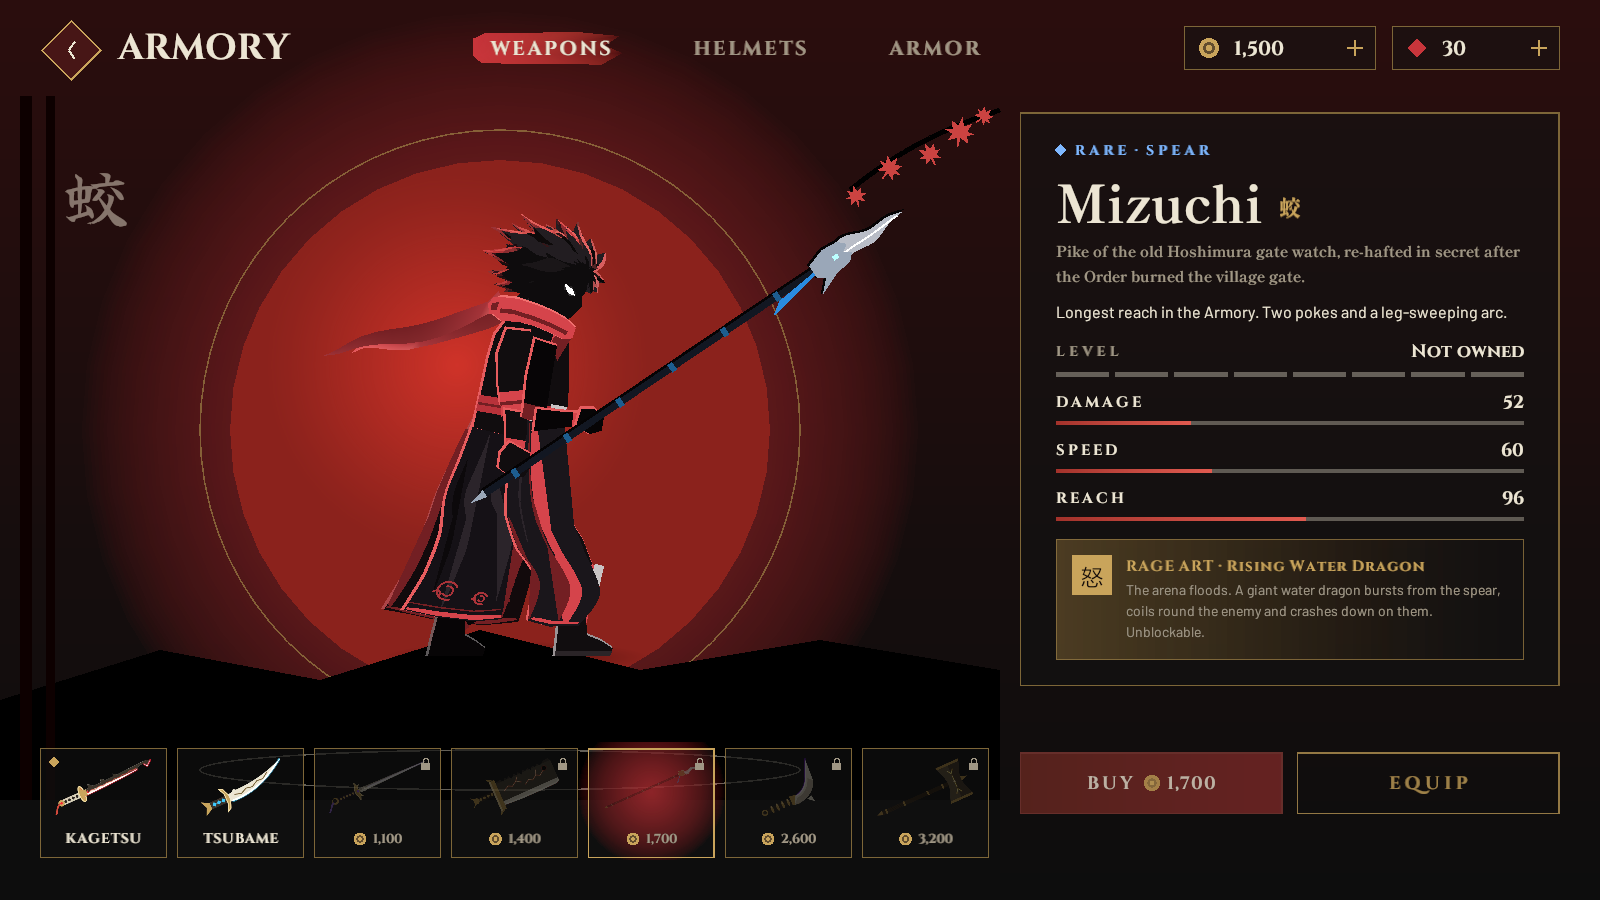 ARMORY
WEAPONS
HELMETS
ARMOR
1,500
30
蛟
RARE · SPEAR
Mizuchi 蛟
Pike of the old Hoshimura gate watch, re-hafted in secret after
the Order burned the village gate.
Longest reach in the Armory. Two pokes and a leg-sweeping arc.
LEVEL NOT OWNED
DAMAGE 52
SPEED 60
REACH 96
怒
RAGE ART · RISING WATER DRAGON
The arena floods. A giant water dragon bursts from the spear,
coils round the enemy and crashes down on them.
Unblockable.
KAGETSU
TSUBAME
1,100
1,400
1,700
2,600
3,200
BUY 1,700
EQUIP